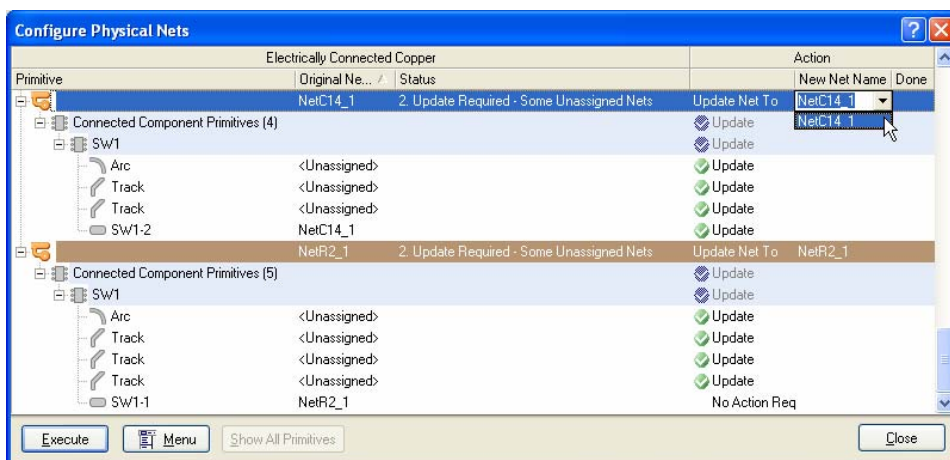 Configure Physical Nets
Electrically Connected Copper Action
Primitive Original Ne... Status New Net Name Done
NetC14_1 2. Update Required - Some Unassigned Nets Update Net To NetC14_1
Connected Component Primitives (4) Update NetC14_1
SW1 Update
Arc <Unassigned> Update
Track <Unassigned> Update
Track <Unassigned> Update
SW1-2 NetC14_1 Update
NetR2_1 2. Update Required - Some Unassigned Nets Update Net To NetR2_1
Connected Component Primitives (5) Update
SW1 Update
Arc <Unassigned> Update
Track <Unassigned> Update
Track <Unassigned> Update
Track <Unassigned> Update
SW1-1 NetR2_1 No Action Req
Execute Menu Show All Primitives Close